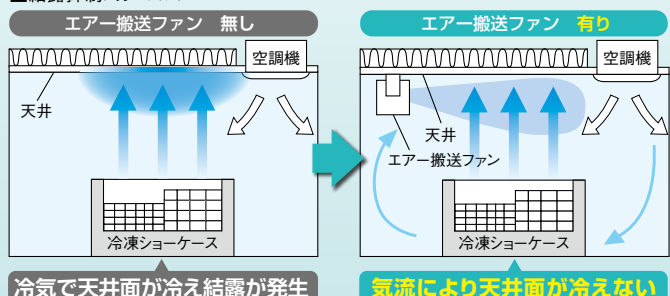 エアー搬送ファン 無し
空調機
天井
冷凍ショーケース
冷気で天井面が冷え結露が発生
エアー搬送ファン 有り
空調機
天井
エアー搬送ファン
冷凍ショーケース
気流により天井面が冷えない